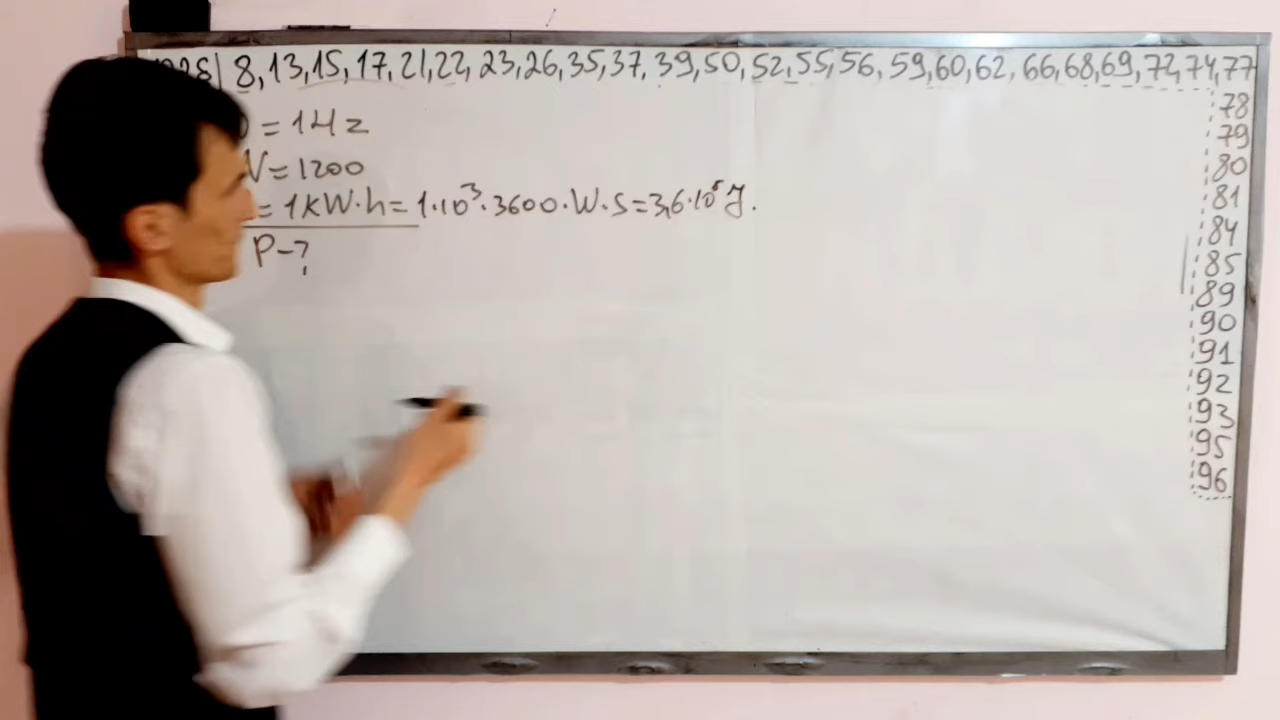 8, 13, 15, 17, 21, 22, 23, 26, 35, 37, 39, 50, 52, 55, 56, 59, 60, 62, 66, 68, 69, 72, 74, 77
78
79
80
81
84
85
89
90
91
92
93
95
96
= 1Hz
N = 1200
= 1kW·h = 1·10³·3600·W·s = 3,6·10⁶ J.
P - ?